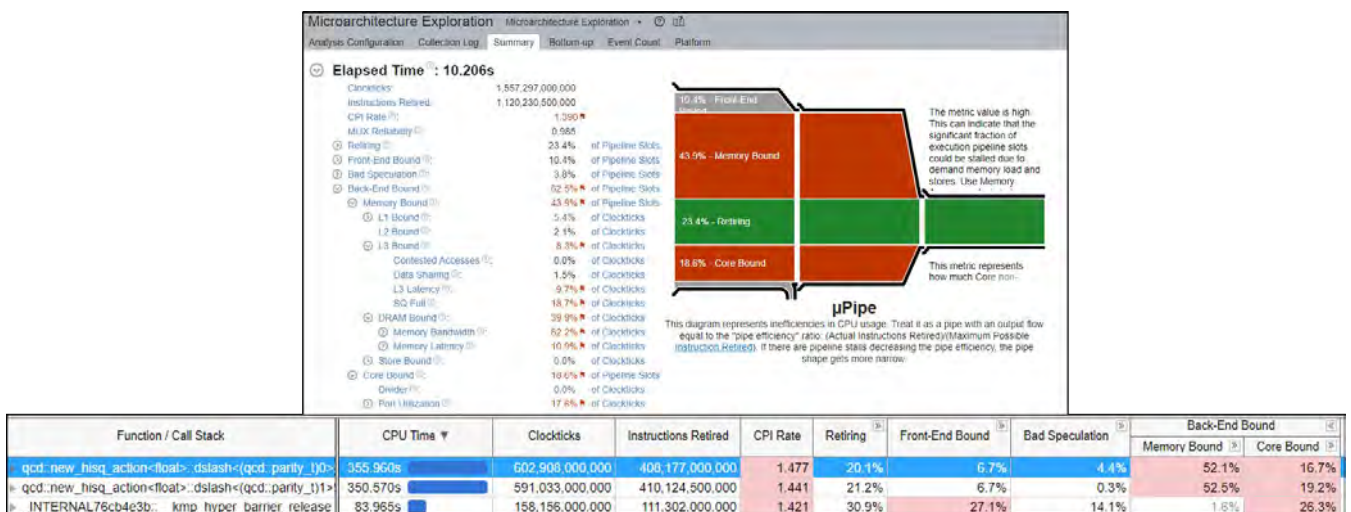 Microarchitecture Exploration Microarchitecture Exploration
Analysis Configuration Collection Log Summary Bottom-up Event Count Platform
Elapsed Time : 10.206s
Clockticks: 1,557,297,000,000
Instructions Retired: 1,120,230,500,000
CPI Rate : 1.390
MUX Reliability : 0.985
Retiring : 23.4% of Pipeline Slots
Front-End Bound : 10.4% of Pipeline Slots
Bad Speculation : 3.8% of Pipeline Slots
Back-End Bound : 62.5% of Pipeline Slots
Memory Bound : 43.9% of Pipeline Slots
L1 Bound : 5.4% of Clockticks
L2 Bound : 2.1% of Clockticks
L3 Bound : 8.3% of Clockticks
Contested Accesses : 0.0% of Clockticks
Data Sharing : 1.5% of Clockticks
L3 Latency : 9.7% of Clockticks
SQ Full : 18.7% of Clockticks
DRAM Bound : 39.9% of Clockticks
Memory Bandwidth : 62.2% of Clockticks
Memory Latency : 10.9% of Clockticks
Store Bound : 0.0% of Clockticks
Core Bound : 18.6% of Pipeline Slots
Divider : 0.0% of Clockticks
Port Utilization : 17.6% of Clockticks
10.4% - Front-End
Bound
43.9% - Memory Bound
23.4% - Retiring
18.6% - Core Bound
The metric value is high.
This can indicate that the
significant fraction of
execution pipeline slots
could be stalled due to
demand memory load and
stores. Use Memory
This metric represents
how much Core non-
µPipe
This diagram represents inefficiencies in CPU usage. Treat it as a pipe with an output flow
equal to the "pipe efficiency" ratio: (Actual Instructions Retired)/(Maximum Possible
Instruction Retired). If there are pipeline stalls decreasing the pipe efficiency, the pipe
shape gets more narrow.
Function / Call Stack CPU Time Clockticks Instructions Retired CPI Rate Retiring Front-End Bound Bad Speculation Back-End Bound
Memory Bound Core Bound
qcd::new_hisq_action<float>::dslash<(qcd::parity_t)0> 355.960s 602,908,000,000 408,177,000,000 1.477 20.1% 6.7% 4.4% 52.1% 16.7%
qcd::new_hisq_action<float>::dslash<(qcd::parity_t)1> 350.570s 591,033,000,000 410,124,500,000 1.441 21.2% 6.7% 0.3% 52.5% 19.2%
INTERNAL76cb4e3b:: kmp hyper barrier release 83.965s 158,156,000,000 111,302,000,000 1.421 30.9% 27.1% 14.1% 1.6% 26.3%